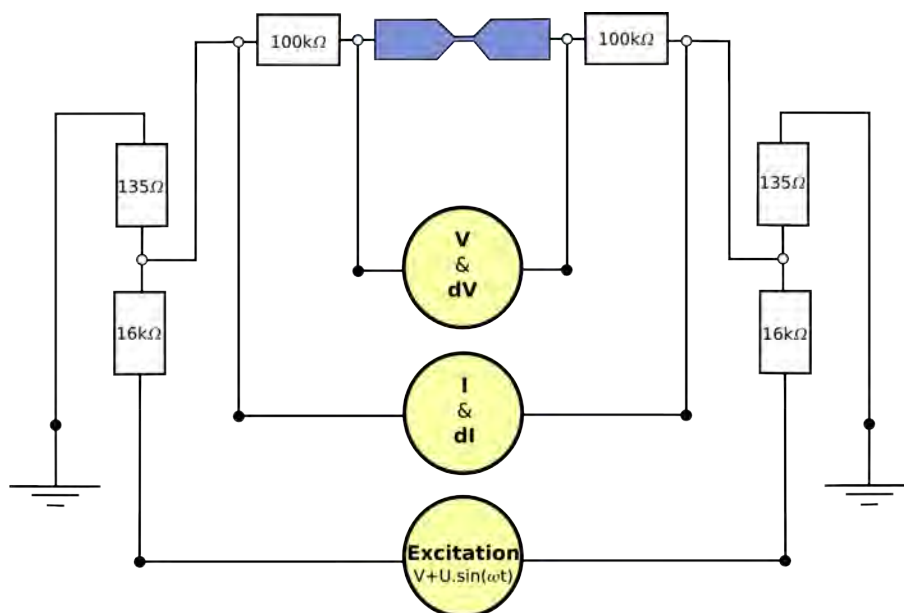 100kΩ
100kΩ
135Ω
135Ω
V
&
dV
16kΩ
16kΩ
I
&
dI
Excitation
V+U.sin(ωt)